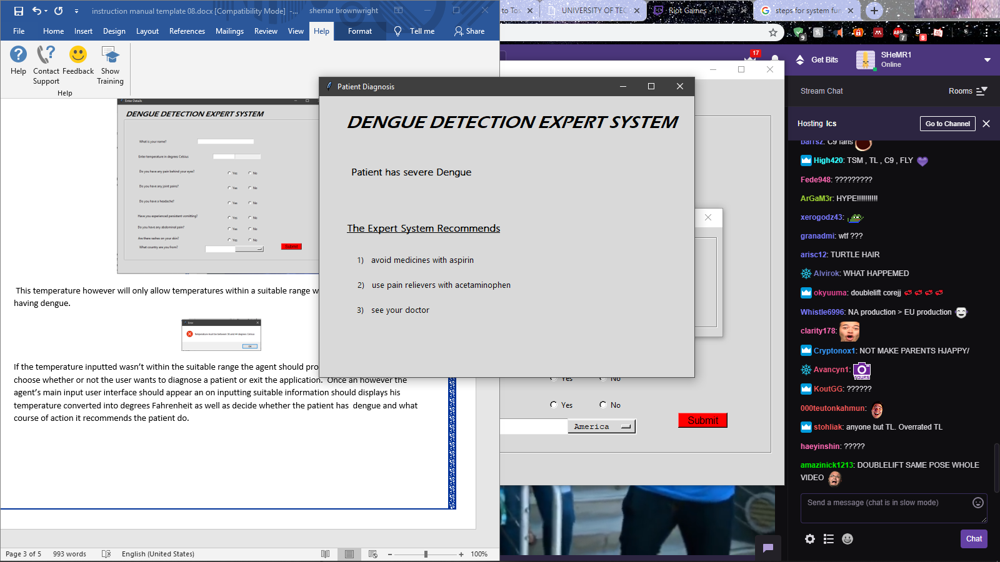 instruction manual template 08.docx [Compatibility Mode] -...
shemar brownwright
File
Home
Insert
Design
Layout
References
Mailings
Review
View
Help
Format
Tell me
Share
Help
Contact
Support
Feedback
Show
Training
Help
Enter Details
DENGUE DETECTION EXPERT SYSTEM
What is your name?
Enter temperature in degrees Celsius
Do you have any pain behind your eyes?
Yes No
Do you have any joint pains?
Yes No
Do you have a headache?
Yes No
Have you experienced persistent vomitting?
Yes No
Do you have any abdominal pain?
Yes No
Are there rashes on your skin?
Yes No
What country are you from?
Submit
This temperature however will only allow temperatures within a suitable range w
having dengue.
Error
Temperature must be between 30 and 44 degrees Celsius
OK
If the temperature inputted wasn't within the suitable range the agent should pro
choose whether or not the user wants to diagnose a patient or exit the application. Once an however the
agent's main input user interface should appear an on inputting suitable information should displays his
temperature converted into degrees Fahrenheit as well as decide whether the patient has dengue and what
course of action it recommends the patient do.
Page 3 of 5
993 words
English (United States)
100%
Patient Diagnosis
DENGUE DETECTION EXPERT SYSTEM
Patient has severe Dengue
The Expert System Recommends
1) avoid medicines with aspirin
2) use pain relievers with acetaminophen
3) see your doctor
Yes No
Yes No
America
Submit
to Tos
UNIVERSITY OF TEC
Riot Games - Tw
steps for system fun
9
ABP
7
a
8
17
Get Bits
SHeMR1
Online
Stream Chat
Rooms
Hosting lcs
Go to Channel
barrsz: C9 fans
High420: TSM , TL , C9 , FLY
Fede948: ?????????
ArGaM3r: HYPE!!!!!!!!!!
xerogodz43:
granadmi: wtf ???
arisc12: TURTLE HAIR
Alvirok: WHAT HAPPEMED
okyuuma: doublelift corejj
Whistle6996: NA production > EU production
clarity178:
Cryptonox1: NOT MAKE PARENTS HJAPPY/
Avancyn1:
TOURS
KoutGG: ??????
000teutonkahmun:
stohliak: anyone but TL. Overrated TL
haeyinshin: ?????
amazinick1213: DOUBLELIFT SAME POSE WHOLE
VIDEO
Send a message (chat is in slow mode)
Chat